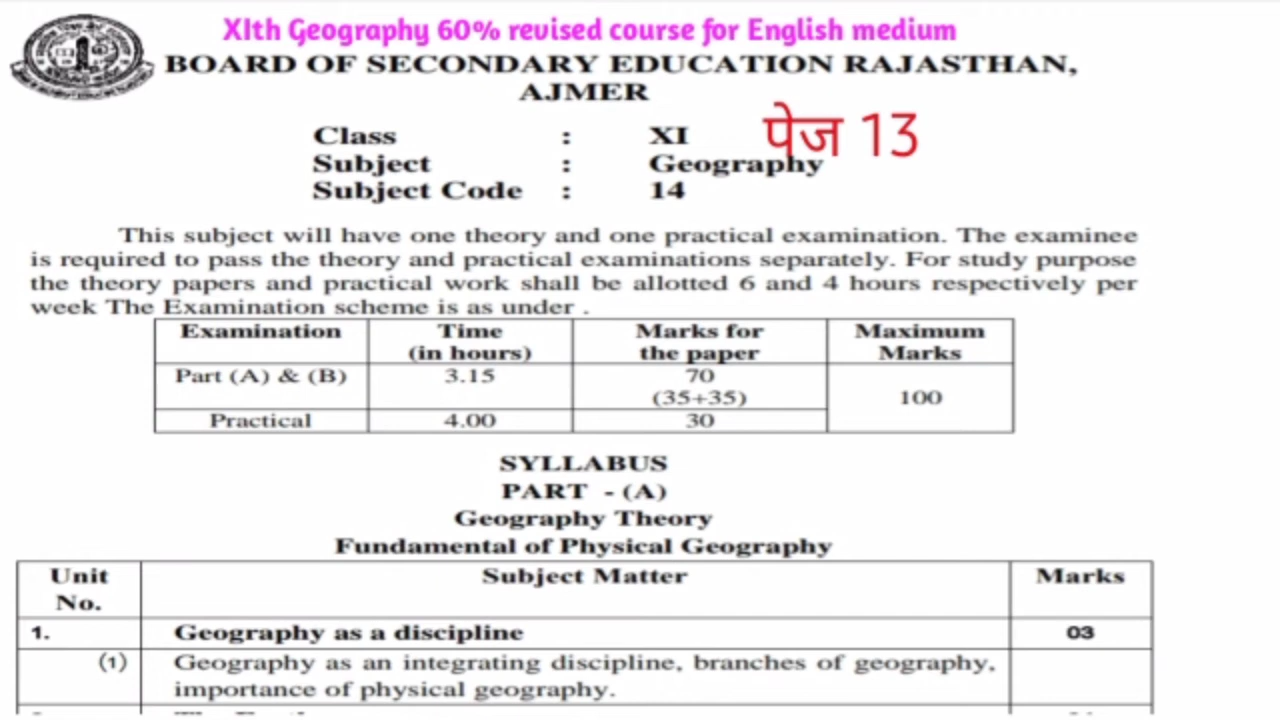 XIth Geography 60% revised course for English medium
BOARD OF SECONDARY EDUCATION RAJASTHAN,
AJMER
Class : XI
पेज 13
Subject : Geography
Subject Code : 14
This subject will have one theory and one practical examination. The examinee
is required to pass the theory and practical examinations separately. For study purpose
the theory papers and practical work shall be allotted 6 and 4 hours respectively per
week The Examination scheme is as under .
Examination Time (in hours) Marks for the paper Maximum Marks
Part (A) & (B) 3.15 70 (35+35) 100
Practical 4.00 30
SYLLABUS
PART - (A)
Geography Theory
Fundamental of Physical Geography
Unit No. Subject Matter Marks
1. Geography as a discipline 03
(1) Geography as an integrating discipline, branches of geography,
importance of physical geography.